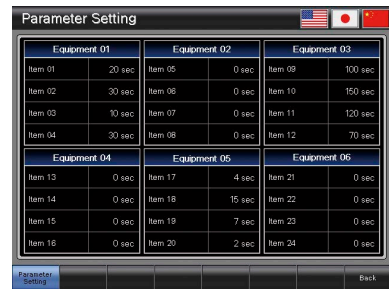 Parameter Setting
Equipment 01
Item 01 20 sec
Item 02 30 sec
Item 03 10 sec
Item 04 30 sec
Equipment 02
Item 05 0 sec
Item 06 0 sec
Item 07 0 sec
Item 08 0 sec
Equipment 03
Item 09 100 sec
Item 10 150 sec
Item 11 120 sec
Item 12 70 sec
Equipment 04
Item 13 0 sec
Item 14 0 sec
Item 15 0 sec
Item 16 0 sec
Equipment 05
Item 17 4 sec
Item 18 15 sec
Item 19 7 sec
Item 20 2 sec
Equipment 06
Item 21 0 sec
Item 22 0 sec
Item 23 0 sec
Item 24 0 sec
Parameter
Setting
Back